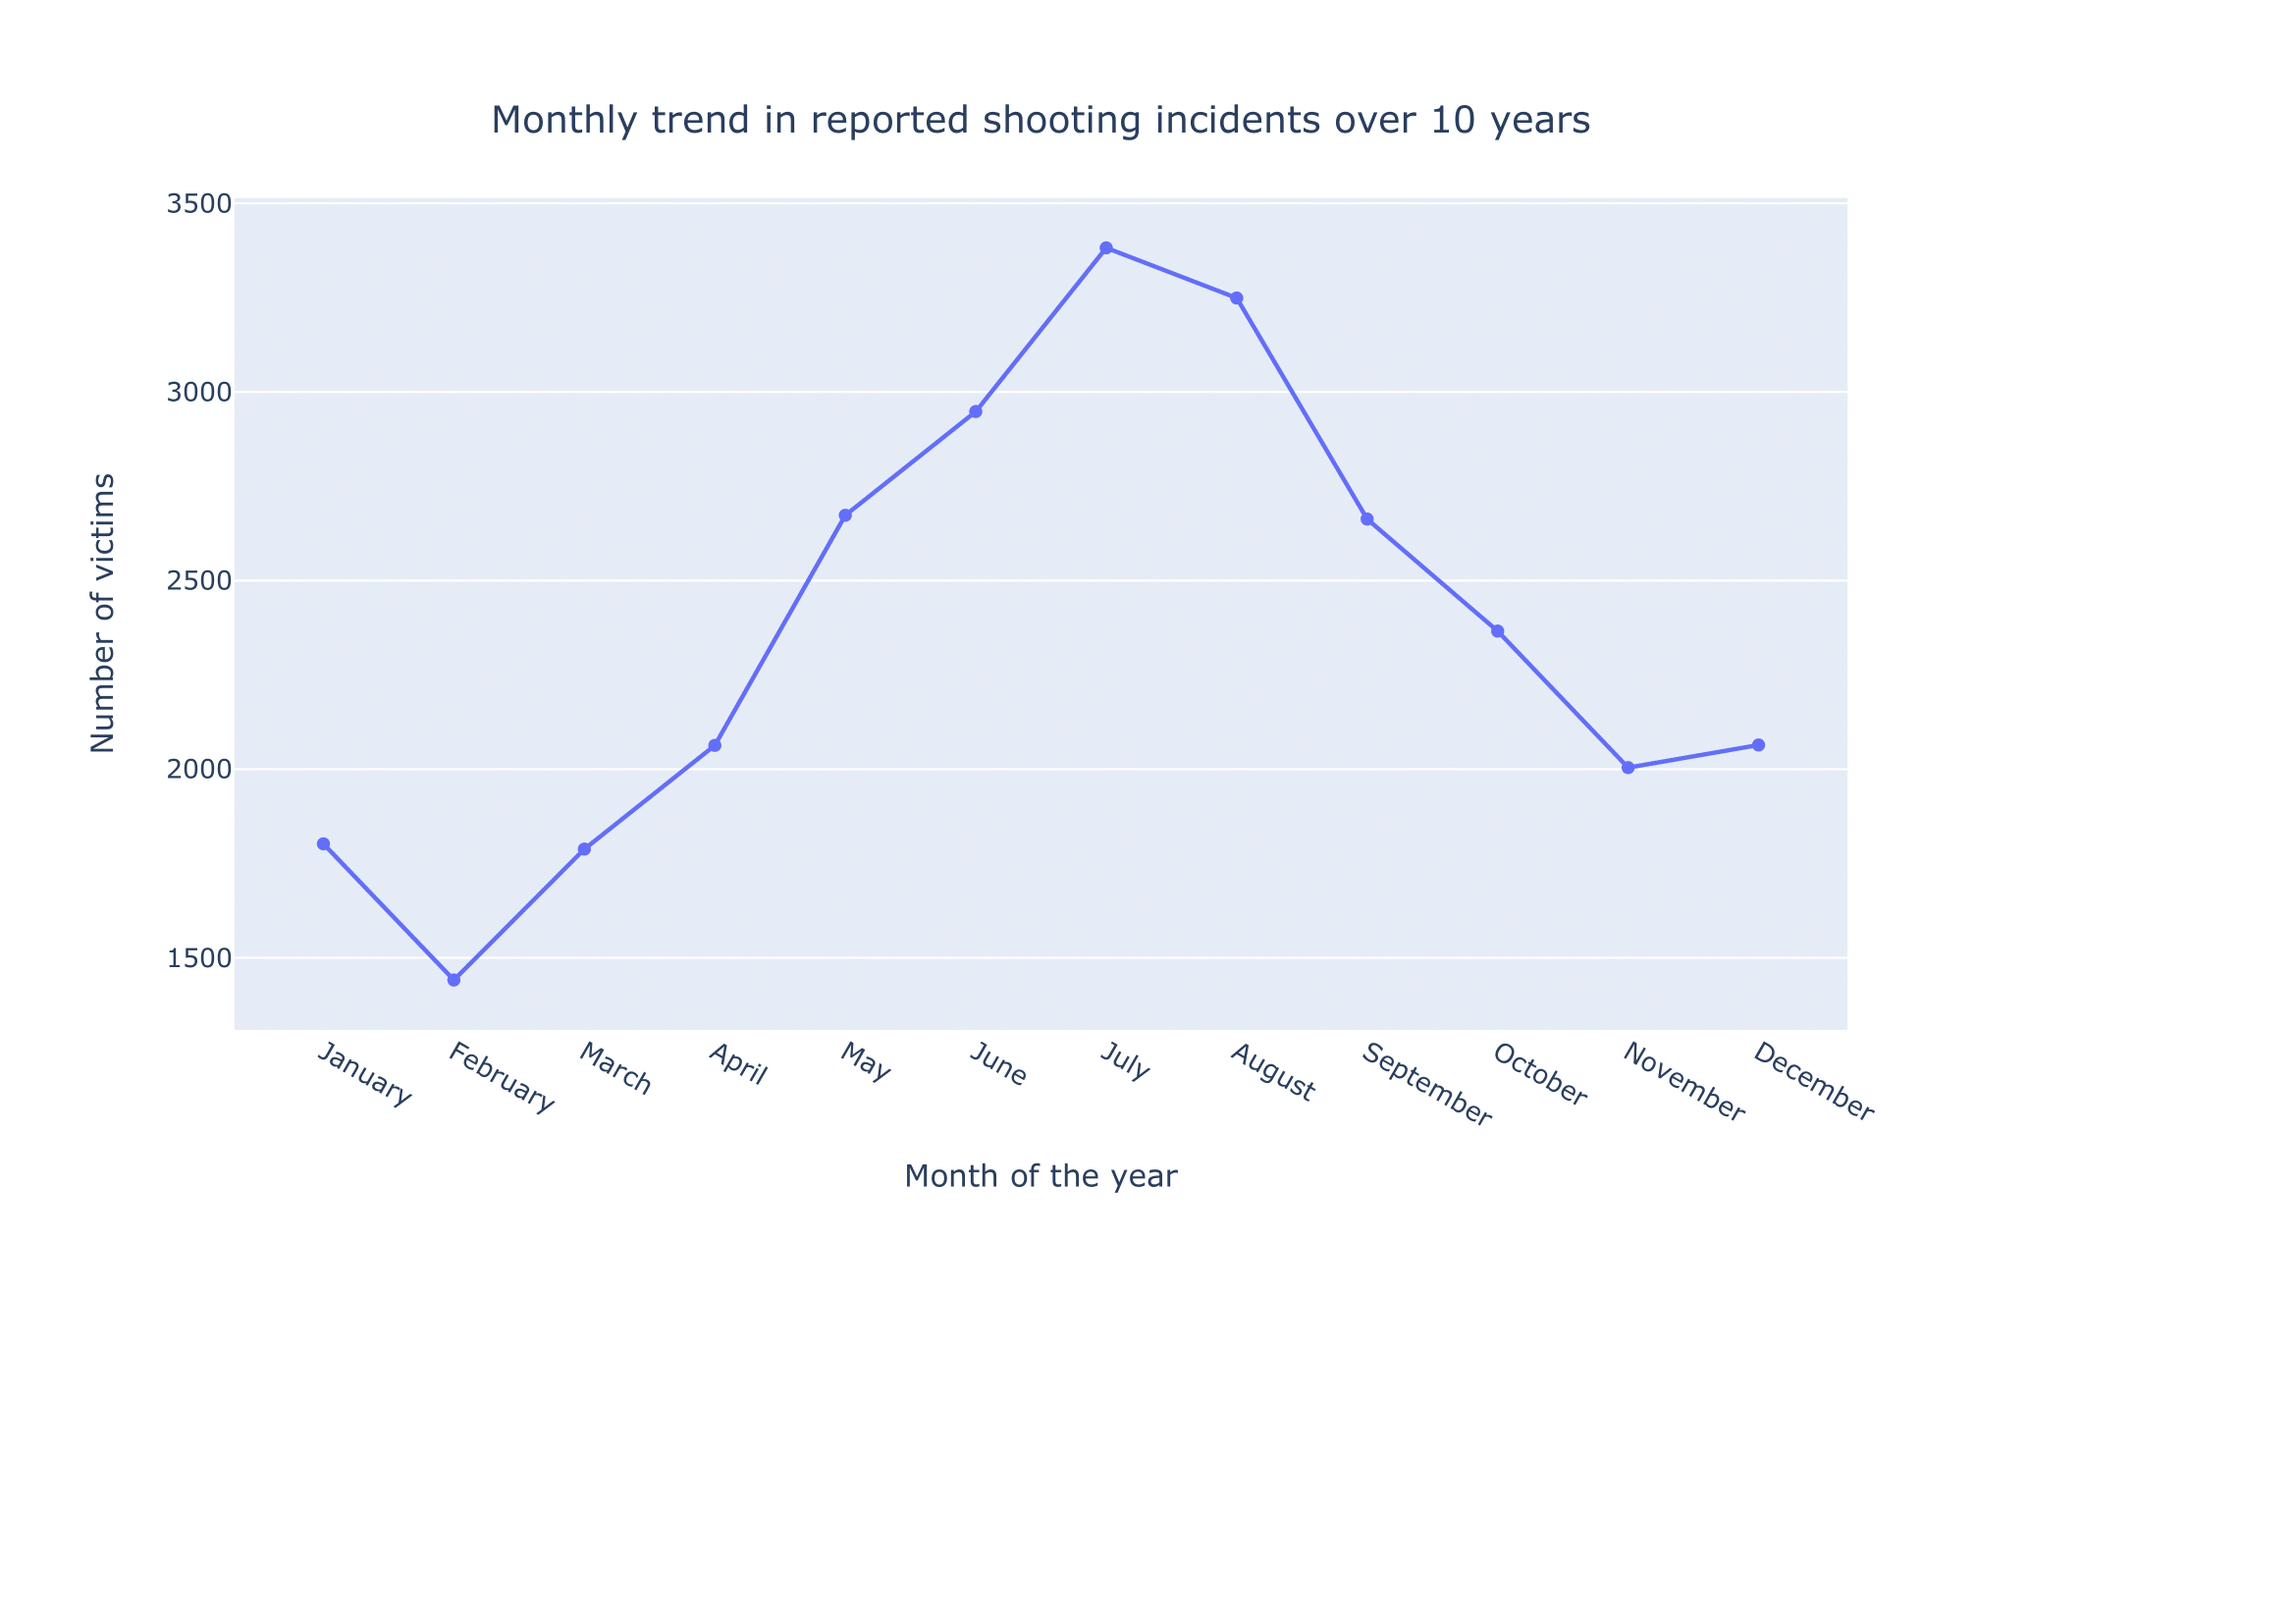 Monthly trend in reported shooting incidents over 10 years
3500
3000
2500
2000
1500
Number of victims
January
February
March
April
May
June
July
August
September
October
November
December
Month of the year